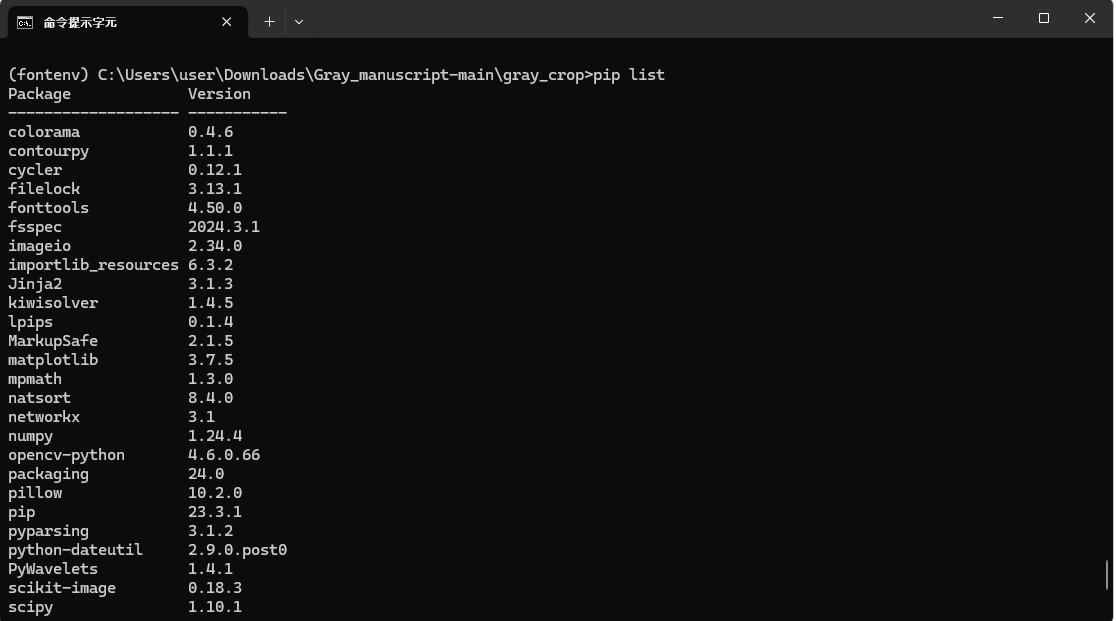 命令提示字元
(fontenv) C:\Users\user\Downloads\Gray_manuscript-main\gray_crop>pip list
Package             Version
------------------- -----------
colorama            0.4.6
contourpy           1.1.1
cycler              0.12.1
filelock            3.13.1
fonttools           4.50.0
fsspec              2024.3.1
imageio             2.34.0
importlib_resources 6.3.2
Jinja2              3.1.3
kiwisolver          1.4.5
lpips               0.1.4
MarkupSafe          2.1.5
matplotlib          3.7.5
mpmath              1.3.0
natsort             8.4.0
networkx            3.1
numpy               1.24.4
opencv-python       4.6.0.66
packaging           24.0
pillow              10.2.0
pip                 23.3.1
pyparsing           3.1.2
python-dateutil     2.9.0.post0
PyWavelets          1.4.1
scikit-image        0.18.3
scipy               1.10.1